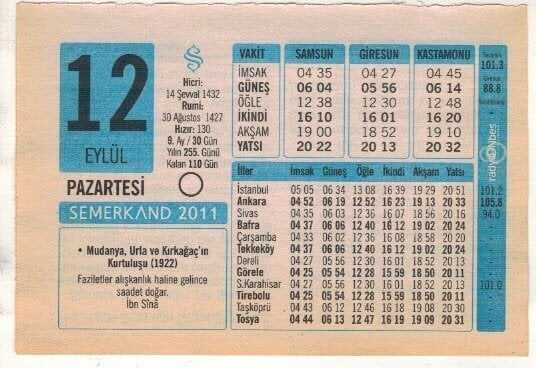 12
EYLÜL
PAZARTESİ
Hicri:
14 Şevval 1432
Rumi:
30 Ağustos 1427
Hızır: 130
9. Ay / 30 Gün
Yılın 255. Günü
Kalan 110 Gün
SEMERKAND 2011
• Mudanya, Urla ve Kırkağaç'ın
Kurtuluşu (1922)
Faziletler alışkanlık haline gelince
saadet doğar.
İbn Sînâ
VAKİT SAMSUN GİRESUN KASTAMONU
İMSAK 04 35 04 27 04 45
GÜNEŞ 06 04 05 56 06 14
ÖĞLE 12 38 12 30 12 48
İKİNDİ 16 10 16 01 16 20
AKŞAM 19 00 18 52 19 10
YATSI 20 22 20 13 20 32
İller İmsak Güneş Öğle İkindi Akşam Yatsı
İstanbul 05 05 06 34 13 08 16 39 19 29 20 51
Ankara 04 52 06 19 12 52 16 23 19 13 20 33
Sivas 04 35 06 03 12 36 16 07 18 56 20 16
Bafra 04 37 06 06 12 40 16 12 19 02 20 24
Çarşamba 04 33 06 02 12 36 16 08 18 58 20 20
Tekkeköy 04 37 06 06 12 40 16 12 19 02 20 24
Dereli 04 27 05 56 12 30 16 01 18 50 20 13
Görele 04 25 05 54 12 28 15 59 18 50 20 11
S.Karahisar 04 27 05 56 12 30 16 01 18 51 20 11
Tirebolu 04 25 05 54 12 28 15 59 18 50 20 11
Taşköprü 04 44 06 13 12 47 16 19 19 09 20 31
Tosya 04 44 06 13 12 47 16 19 19 09 20 31
101.3
88.8
101.2
105.8
94.0
101.0